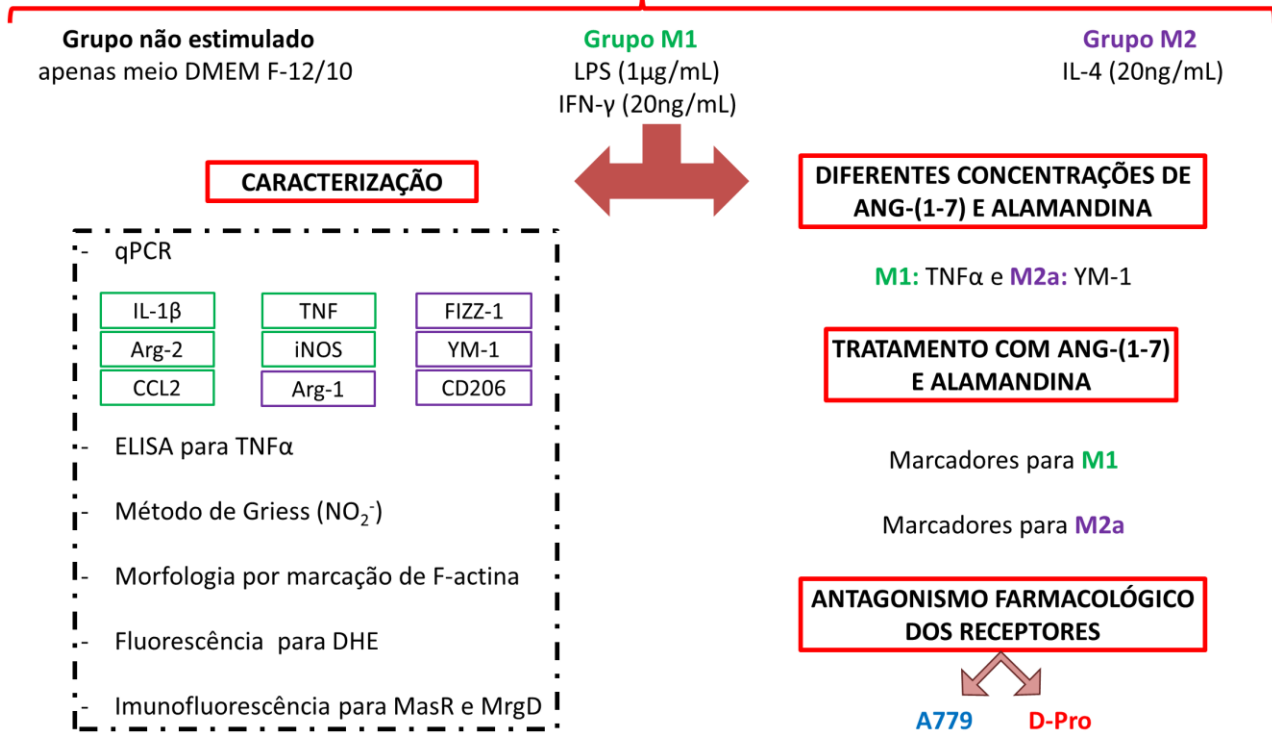 Grupo não estimulado
apenas meio DMEM F-12/10
Grupo M1
LPS (1µg/mL)
IFN-γ (20ng/mL)
Grupo M2
IL-4 (20ng/mL)
CARACTERIZAÇÃO
- qPCR
IL-1β TNF FIZZ-1
Arg-2 iNOS YM-1
CCL2 Arg-1 CD206
- ELISA para TNFα
- Método de Griess (NO₂⁻)
- Morfologia por marcação de F-actina
- Fluorescência para DHE
- Imunofluorescência para MasR e MrgD
DIFERENTES CONCENTRAÇÕES DE
ANG-(1-7) E ALAMANDINA
M1: TNFα e M2a: YM-1
TRATAMENTO COM ANG-(1-7)
E ALAMANDINA
Marcadores para M1
Marcadores para M2a
ANTAGONISMO FARMACOLÓGICO
DOS RECEPTORES
A779 D-Pro